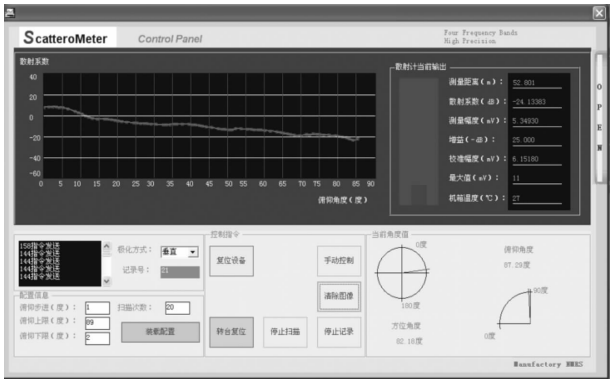 ScatteroMeter
Control Panel
Four Frequency Bands
High Precision
散射系数
40
20
0
-20
-40
-60
0 5 10 15 20 25 30 35 40 45 50 55 60 65 70 75 80 85 90
俯仰角度(度)
散射计当前输出
测量距离(m): 52.801
散射系数(dB): -24.13383
测量幅度(mV): 5.34930
增益(-dB): 25.000
校准幅度(mV): 6.15160
最大值(mV): 11
机箱温度(℃): 27
OPEN
158指令发送
144指令发送
144指令发送
144指令发送
144指令发送
极化方式: 垂直
记录号: 21
配置信息
俯仰步进(度): 1
扫描次数: 20
俯仰上限(度): 89
俯仰下限(度): 2
装载配置
控制指令
复位设备
手动控制
清除图像
转台复位
停止扫描
停止记录
当前角度值
0度
180度
俯仰角度
87.29度
方位角度
82.16度
90度
0度
Manufactory NMRS